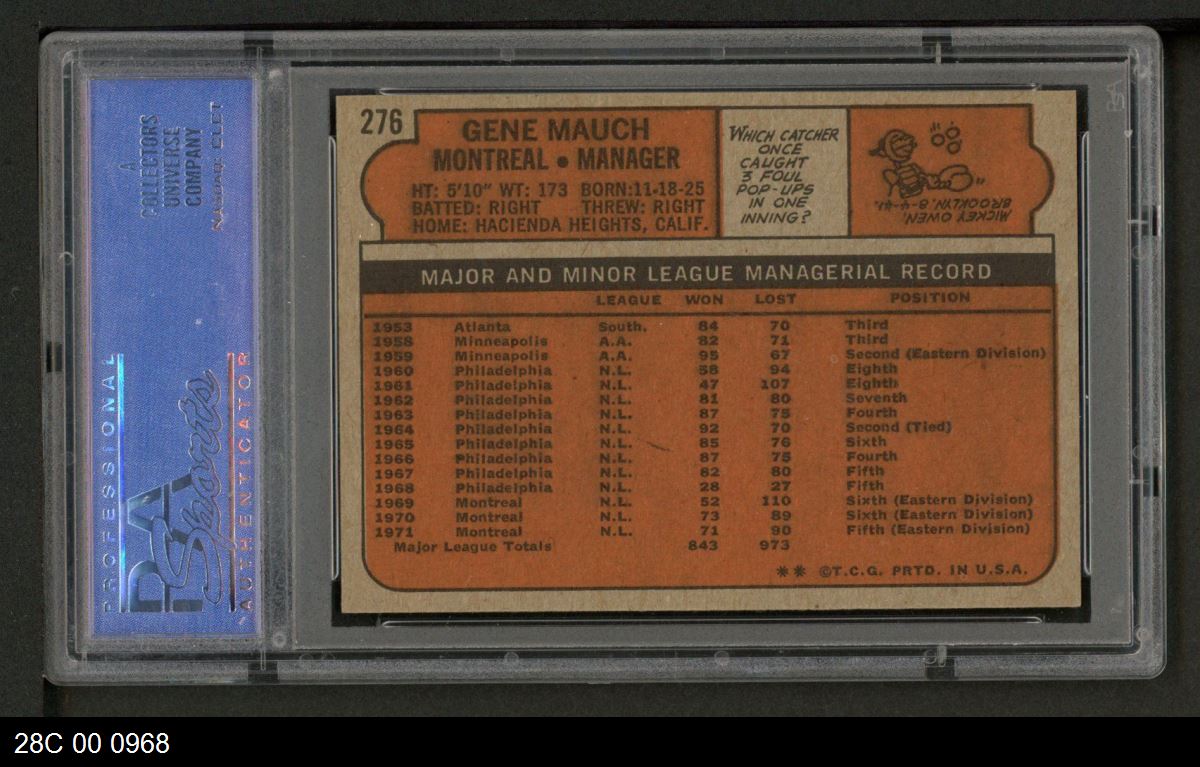 A
COLLECTORS
UNIVERSE
COMPANY
NASDAQ: CLCT
PROFESSIONAL
PSA
Sports
AUTHENTICATOR
276
GENE MAUCH
MONTREAL • MANAGER
HT: 5'10" WT: 173 BORN:11-18-25
BATTED: RIGHT THREW: RIGHT
HOME: HACIENDA HEIGHTS, CALIF.
WHICH CATCHER
ONCE
CAUGHT
3 FOUL
POP-UPS
IN ONE
INNING?
MICKEY OWEN,
BROOKLYN,
MAJOR AND MINOR LEAGUE MANAGERIAL RECORD
LEAGUE WON LOST POSITION
1953 Atlanta South. 84 70 Third
1958 Minneapolis A.A. 82 71 Third
1959 Minneapolis A.A. 95 67 Second (Eastern Division)
1960 Philadelphia N.L. 58 94 Eighth
1961 Philadelphia N.L. 47 107 Eighth
1962 Philadelphia N.L. 81 80 Seventh
1963 Philadelphia N.L. 87 75 Fourth
1964 Philadelphia N.L. 92 70 Second (Tied)
1965 Philadelphia N.L. 85 76 Sixth
1966 Philadelphia N.L. 87 75 Fourth
1967 Philadelphia N.L. 82 80 Fifth
1968 Philadelphia N.L. 28 27 Fifth
1969 Montreal N.L. 52 110 Sixth (Eastern Division)
1970 Montreal N.L. 73 89 Sixth (Eastern Division)
1971 Montreal N.L. 71 90 Fifth (Eastern Division)
Major League Totals 843 973
** ©T.C.G. PRTD. IN U.S.A.
28C 00 0968